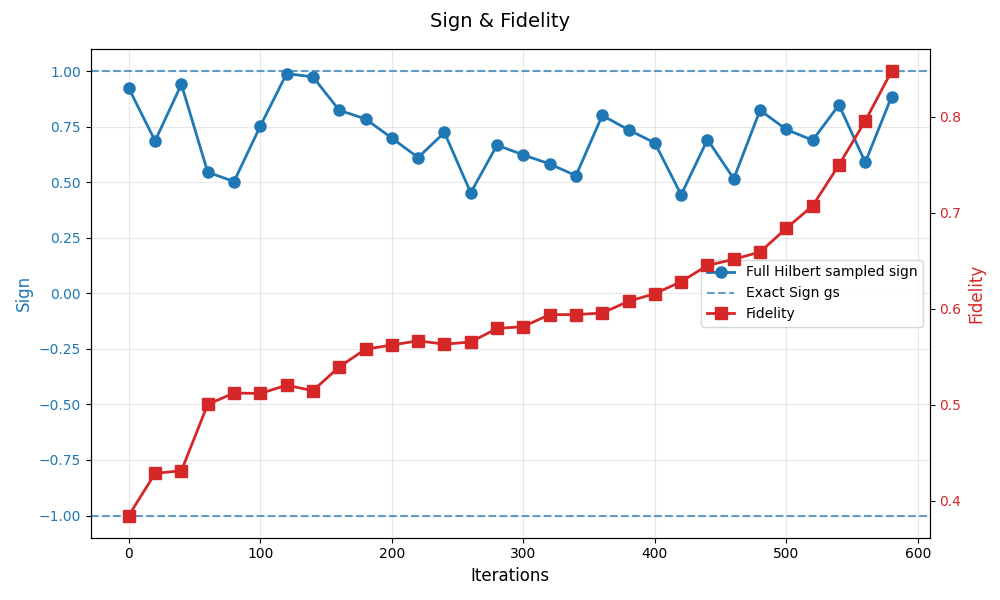 Sign & Fidelity
1.00
0.75
0.50
0.25
0.00
−0.25
−0.50
−0.75
−1.00
Sign
0.8
0.7
0.6
0.5
0.4
Fidelity
Full Hilbert sampled sign
Exact Sign gs
Fidelity
0 100 200 300 400 500 600
Iterations